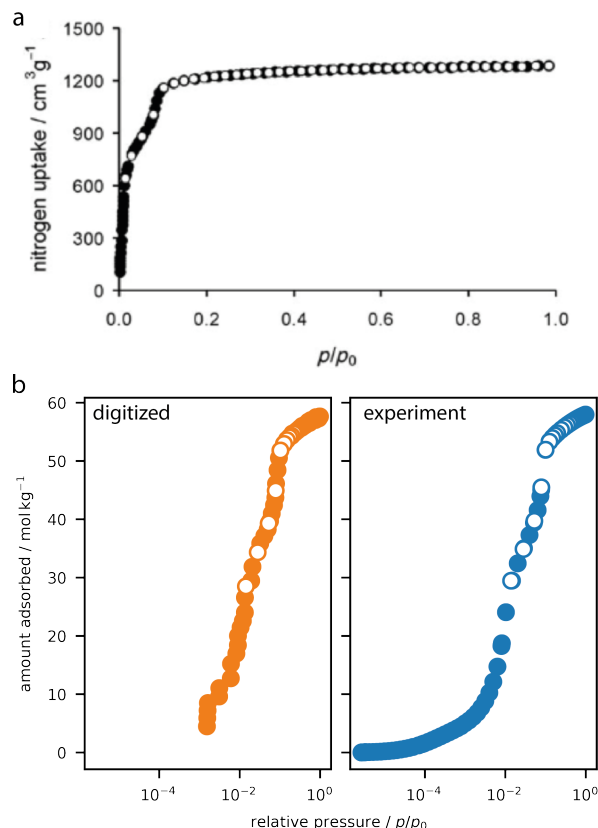 a
nitrogen uptake / cm³g⁻¹
1500
1200
900
600
300
0
0.0 0.2 0.4 0.6 0.8 1.0
p/p₀
b
amount adsorbed / mol kg⁻¹
60
50
40
30
20
10
0
digitized experiment
10⁻⁴ 10⁻² 10⁰ 10⁻⁴ 10⁻² 10⁰
relative pressure / p/p₀